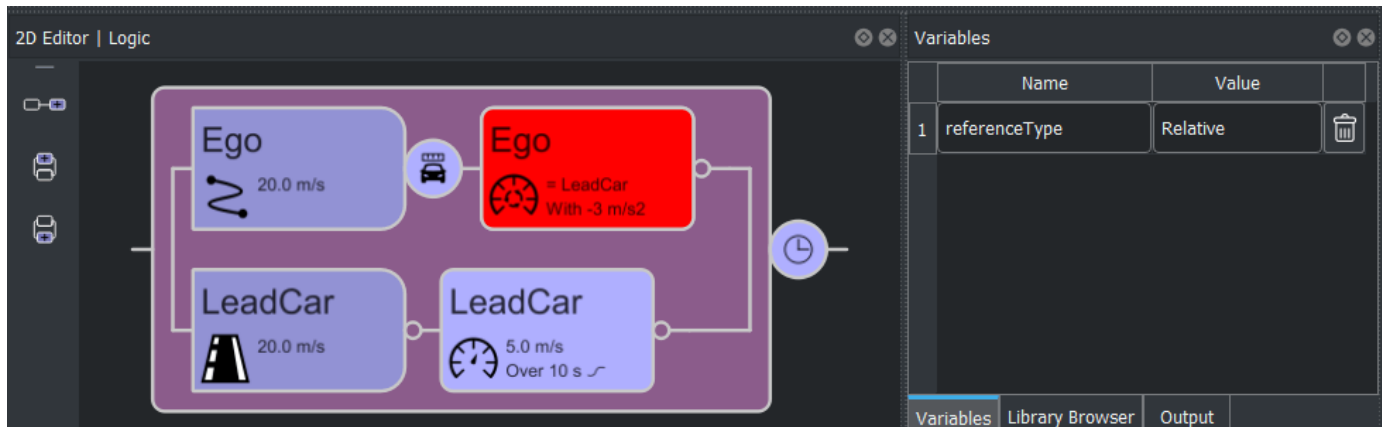 2D Editor | Logic
Ego
20.0 m/s
Ego
= LeadCar
With -3 m/s2
LeadCar
20.0 m/s
LeadCar
5.0 m/s
Over 10 s
Variables
Name Value
1 referenceType Relative
Variables Library Browser Output